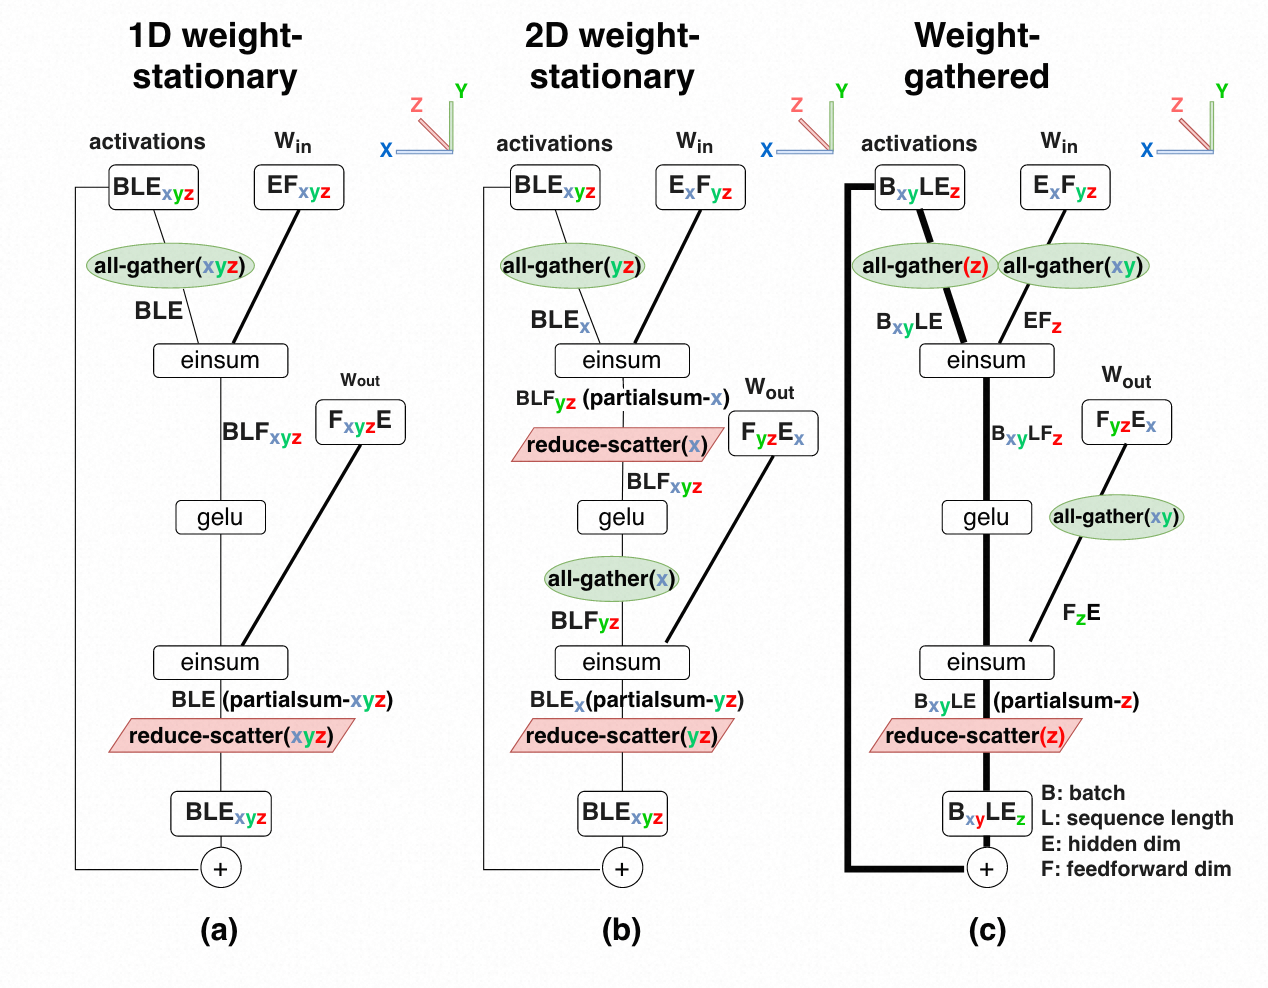 1D weight-
stationary
Z
Y
X
activations
Win
BLExyz
EFxyz
all-gather(xyz)
BLE
einsum
Wout
FxyzE
BLFxyz
gelu
einsum
BLE (partialsum-xyz)
reduce-scatter(xyz)
BLExyz
+
(a)
2D weight-
stationary
Z
Y
X
activations
Win
BLExyz
ExFyz
all-gather(yz)
BLEx
einsum
BLFyz (partialsum-x)
Wout
FyzEx
reduce-scatter(x)
BLFxyz
gelu
all-gather(x)
BLFyz
einsum
BLEx(partialsum-yz)
reduce-scatter(yz)
BLExyz
+
(b)
Weight-
gathered
Z
Y
X
activations
Win
BxyLEz
ExFyz
all-gather(z)
all-gather(xy)
BxyLE
EFz
einsum
Wout
FyzEx
BxyLFz
gelu
all-gather(xy)
FzE
einsum
BxyLE (partialsum-z)
reduce-scatter(z)
BxyLEz
+
(c)
B: batch
L: sequence length
E: hidden dim
F: feedforward dim